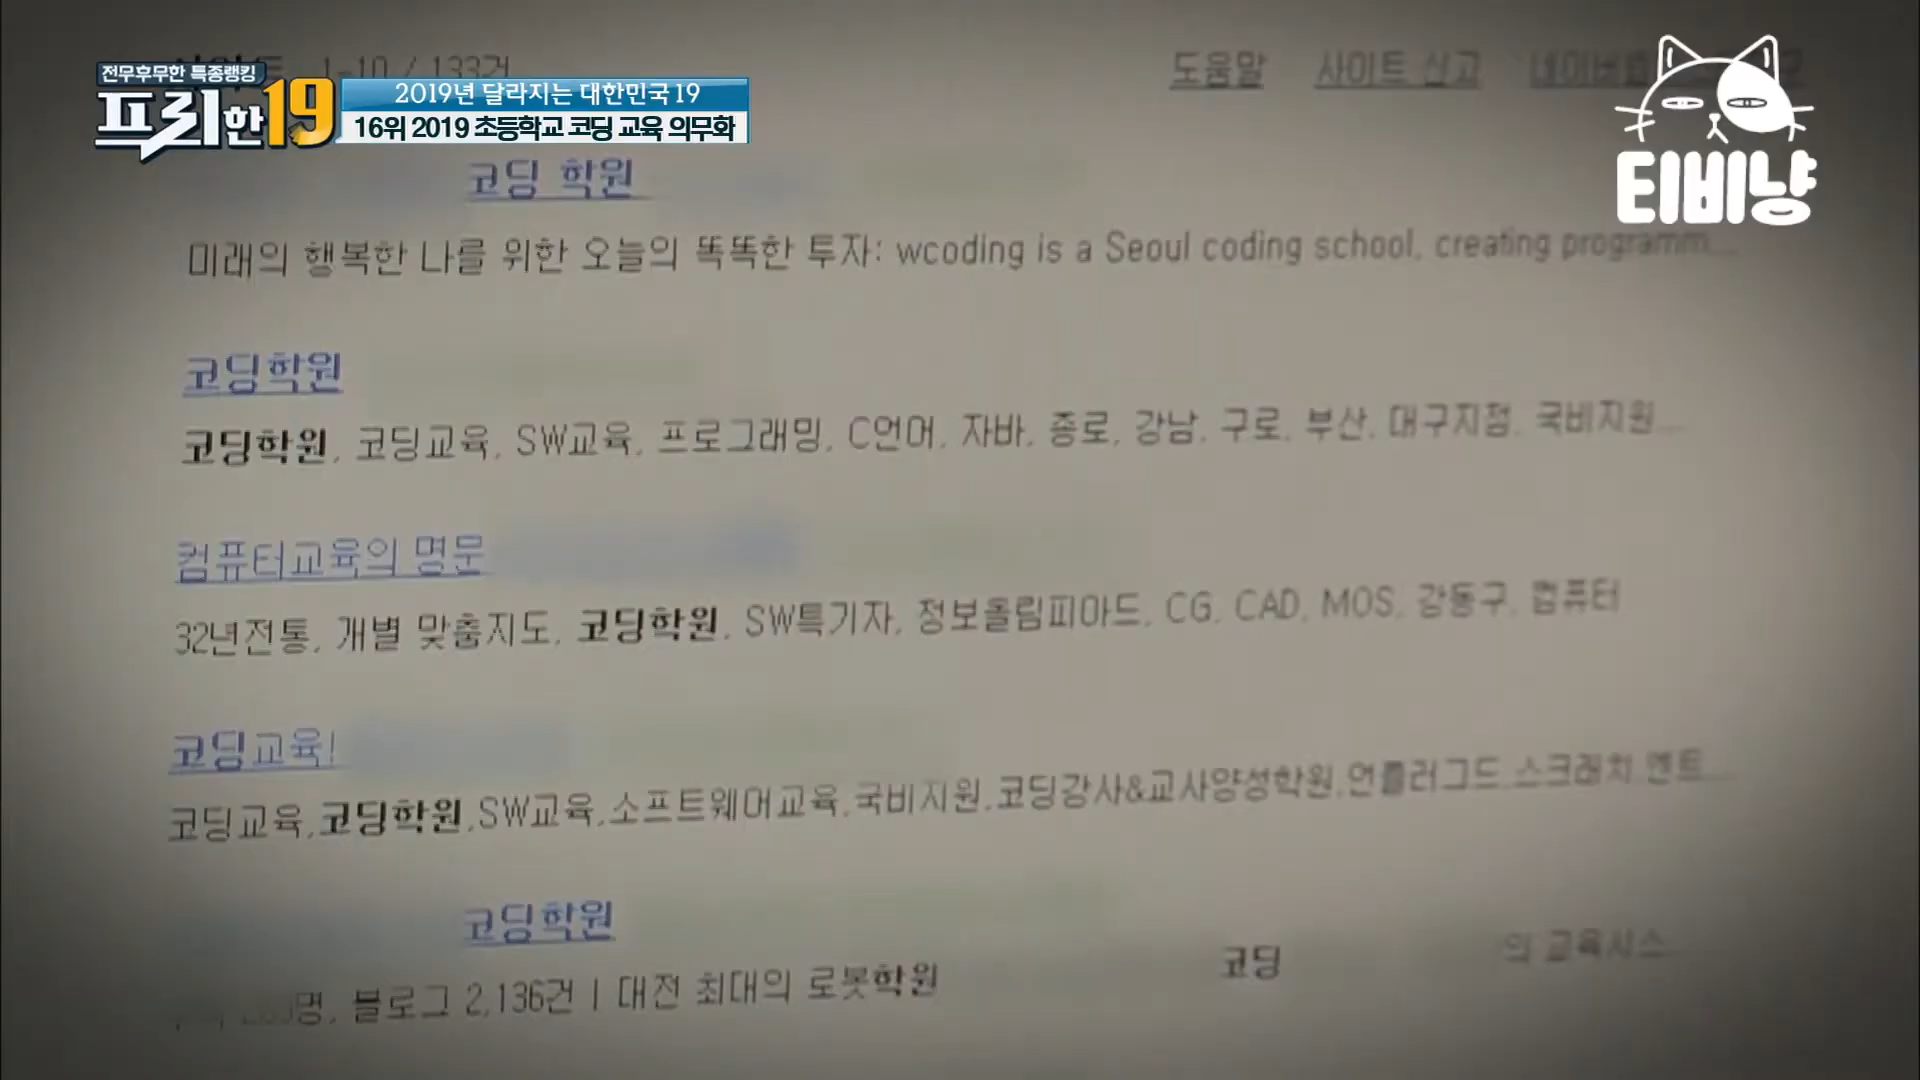 전무후무한 특종랭킹
프리한19
2019년 달라지는 대한민국 19
16위 2019 초등학교 코딩 교육 의무화
티비냥
1-10 / 133건
도움말 사이트 신고
코딩 학원
미래의 행복한 나를 위한 오늘의 똑똑한 투자: wcoding is a Seoul coding school, creating programm...
코딩학원
코딩학원, 코딩교육, SW교육, 프로그래밍, C언어, 자바, 종로, 강남, 구로, 부산, 대구지점, 국비지원...
컴퓨터교육의 명문
32년전통, 개별 맞춤지도, 코딩학원, SW특기자, 정보올림피아드, CG, CAD, MOS, 강동구, 컴퓨터
코딩교육!
코딩교육,코딩학원,SW교육,소프트웨어교육,국비지원,코딩강사&교사양성학원,언플러그드,스크래치,엔트...
코딩학원
블로그 2,136건 | 대전 최대의 로봇학원 코딩 의 교육시스